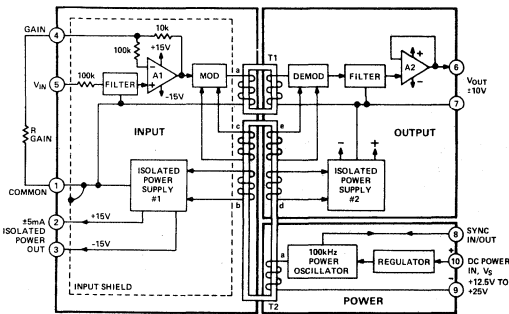 GAIN
4
10k
100k
+15V
A1
-15V
VIN
5
100k
FILTER
MOD
a
T1
DEMOD
FILTER
A2
+
-
6
VOUT
±10V
7
INPUT
OUTPUT
R
GAIN
c
e
COMMON
1
ISOLATED
POWER
SUPPLY
#1
b
d
-
+
ISOLATED
POWER
SUPPLY
#2
±5mA
ISOLATED
POWER
OUT
2
+15V
3
-15V
INPUT SHIELD
a
100kHz
POWER
OSCILLATOR
REGULATOR
8
SYNC
IN/OUT
+
10
DC POWER
IN, VS
-
9
+12.5V TO
+25V
T2
POWER